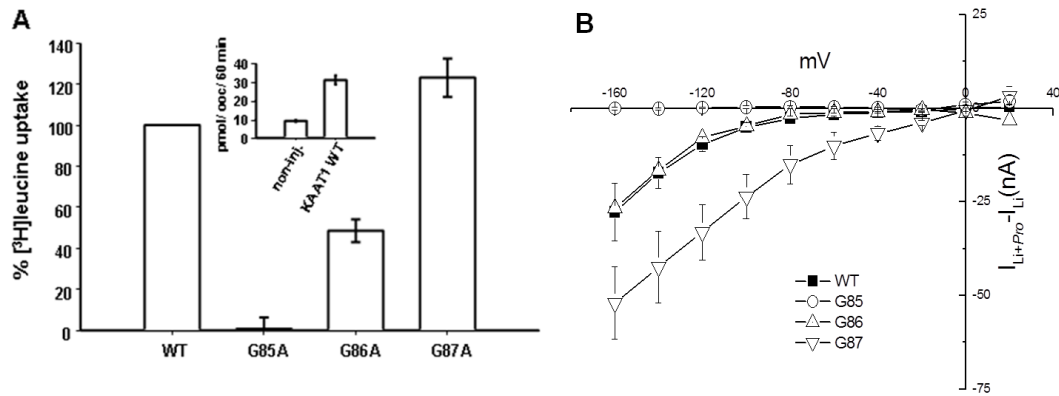 A
% [³H]leucine uptake
140
120
100
80
60
40
20
0
WT
G85A
G86A
G87A
pmol/ ooc/ 60 min
40
30
20
10
0
non-inj.
KAAT1 WT
B
mV
-160
-120
-80
-40
0
40
25
0
-25
-50
-75
I Li+Pro-I Li (nA)
WT
G85
G86
G87